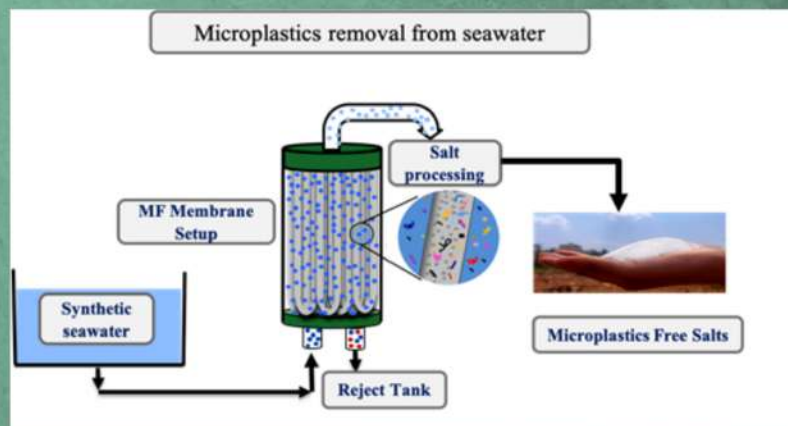 Microplastics removal from seawater
Salt
processing
MF Membrane
Setup
Synthetic
seawater
Microplastics Free Salts
Reject Tank